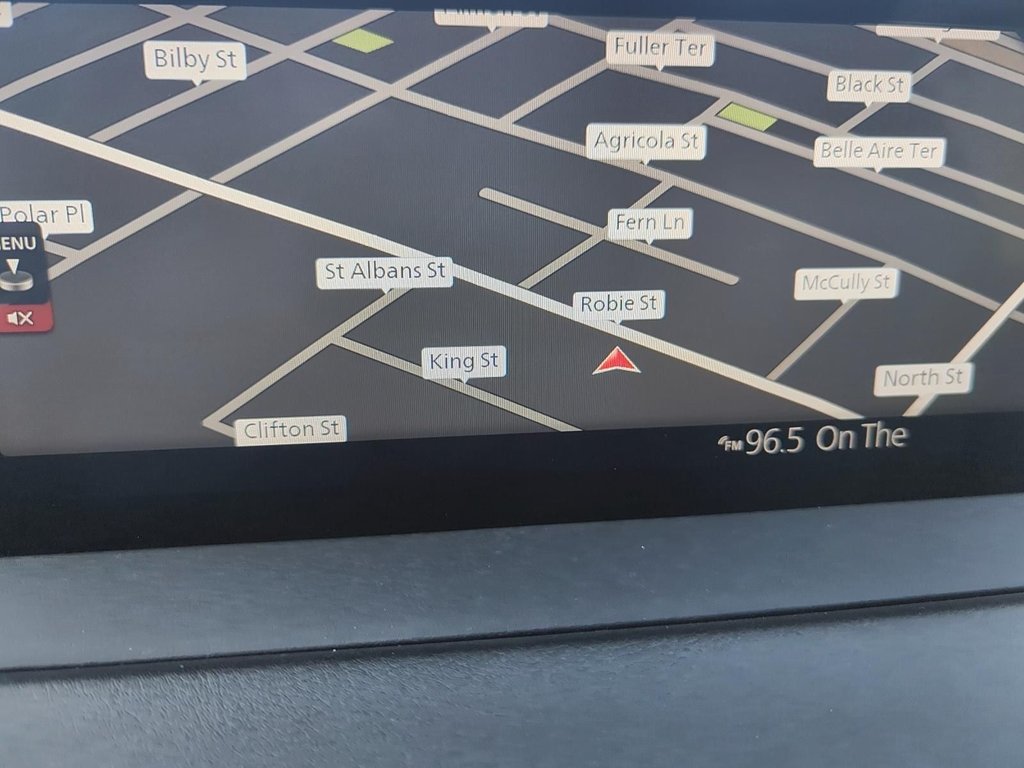 Bilby St
Fuller Ter
Black St
Agricola St
Belle Aire Ter
Polar Pl
Fern Ln
MENU
St Albans St
McCully St
Robie St
King St
North St
Clifton St
FM 96.5 On The